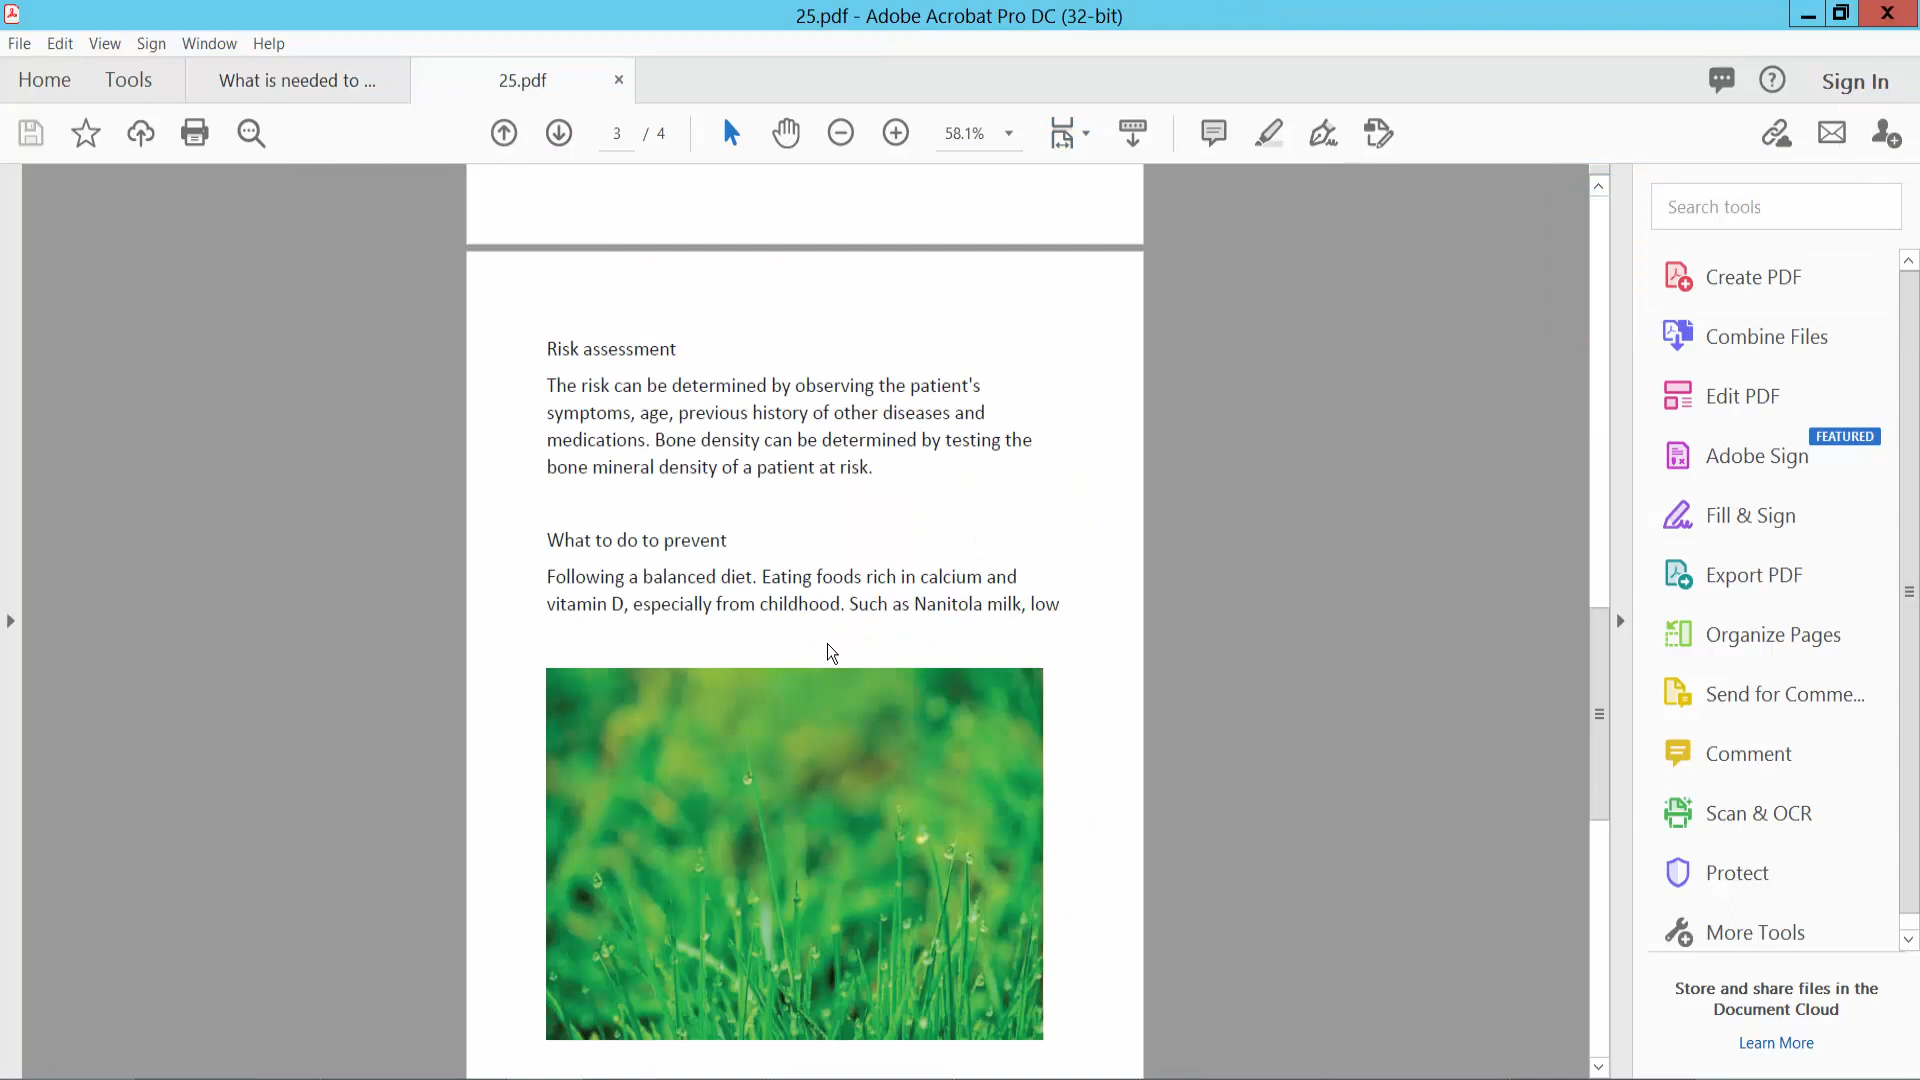 25.pdf - Adobe Acrobat Pro DC (32-bit)
X
File Edit View Sign Window Help
Home Tools What is needed to ... 25.pdf × Sign In
3 / 4 58.1%
Search tools
Create PDF
Combine Files
Edit PDF
FEATURED
Adobe Sign
Fill & Sign
Export PDF
Organize Pages
Send for Comme...
Comment
Scan & OCR
Protect
More Tools
Store and share files in the
Document Cloud
Learn More
Risk assessment
The risk can be determined by observing the patient's
symptoms, age, previous history of other diseases and
medications. Bone density can be determined by testing the
bone mineral density of a patient at risk.
What to do to prevent
Following a balanced diet. Eating foods rich in calcium and
vitamin D, especially from childhood. Such as Nanitola milk, low